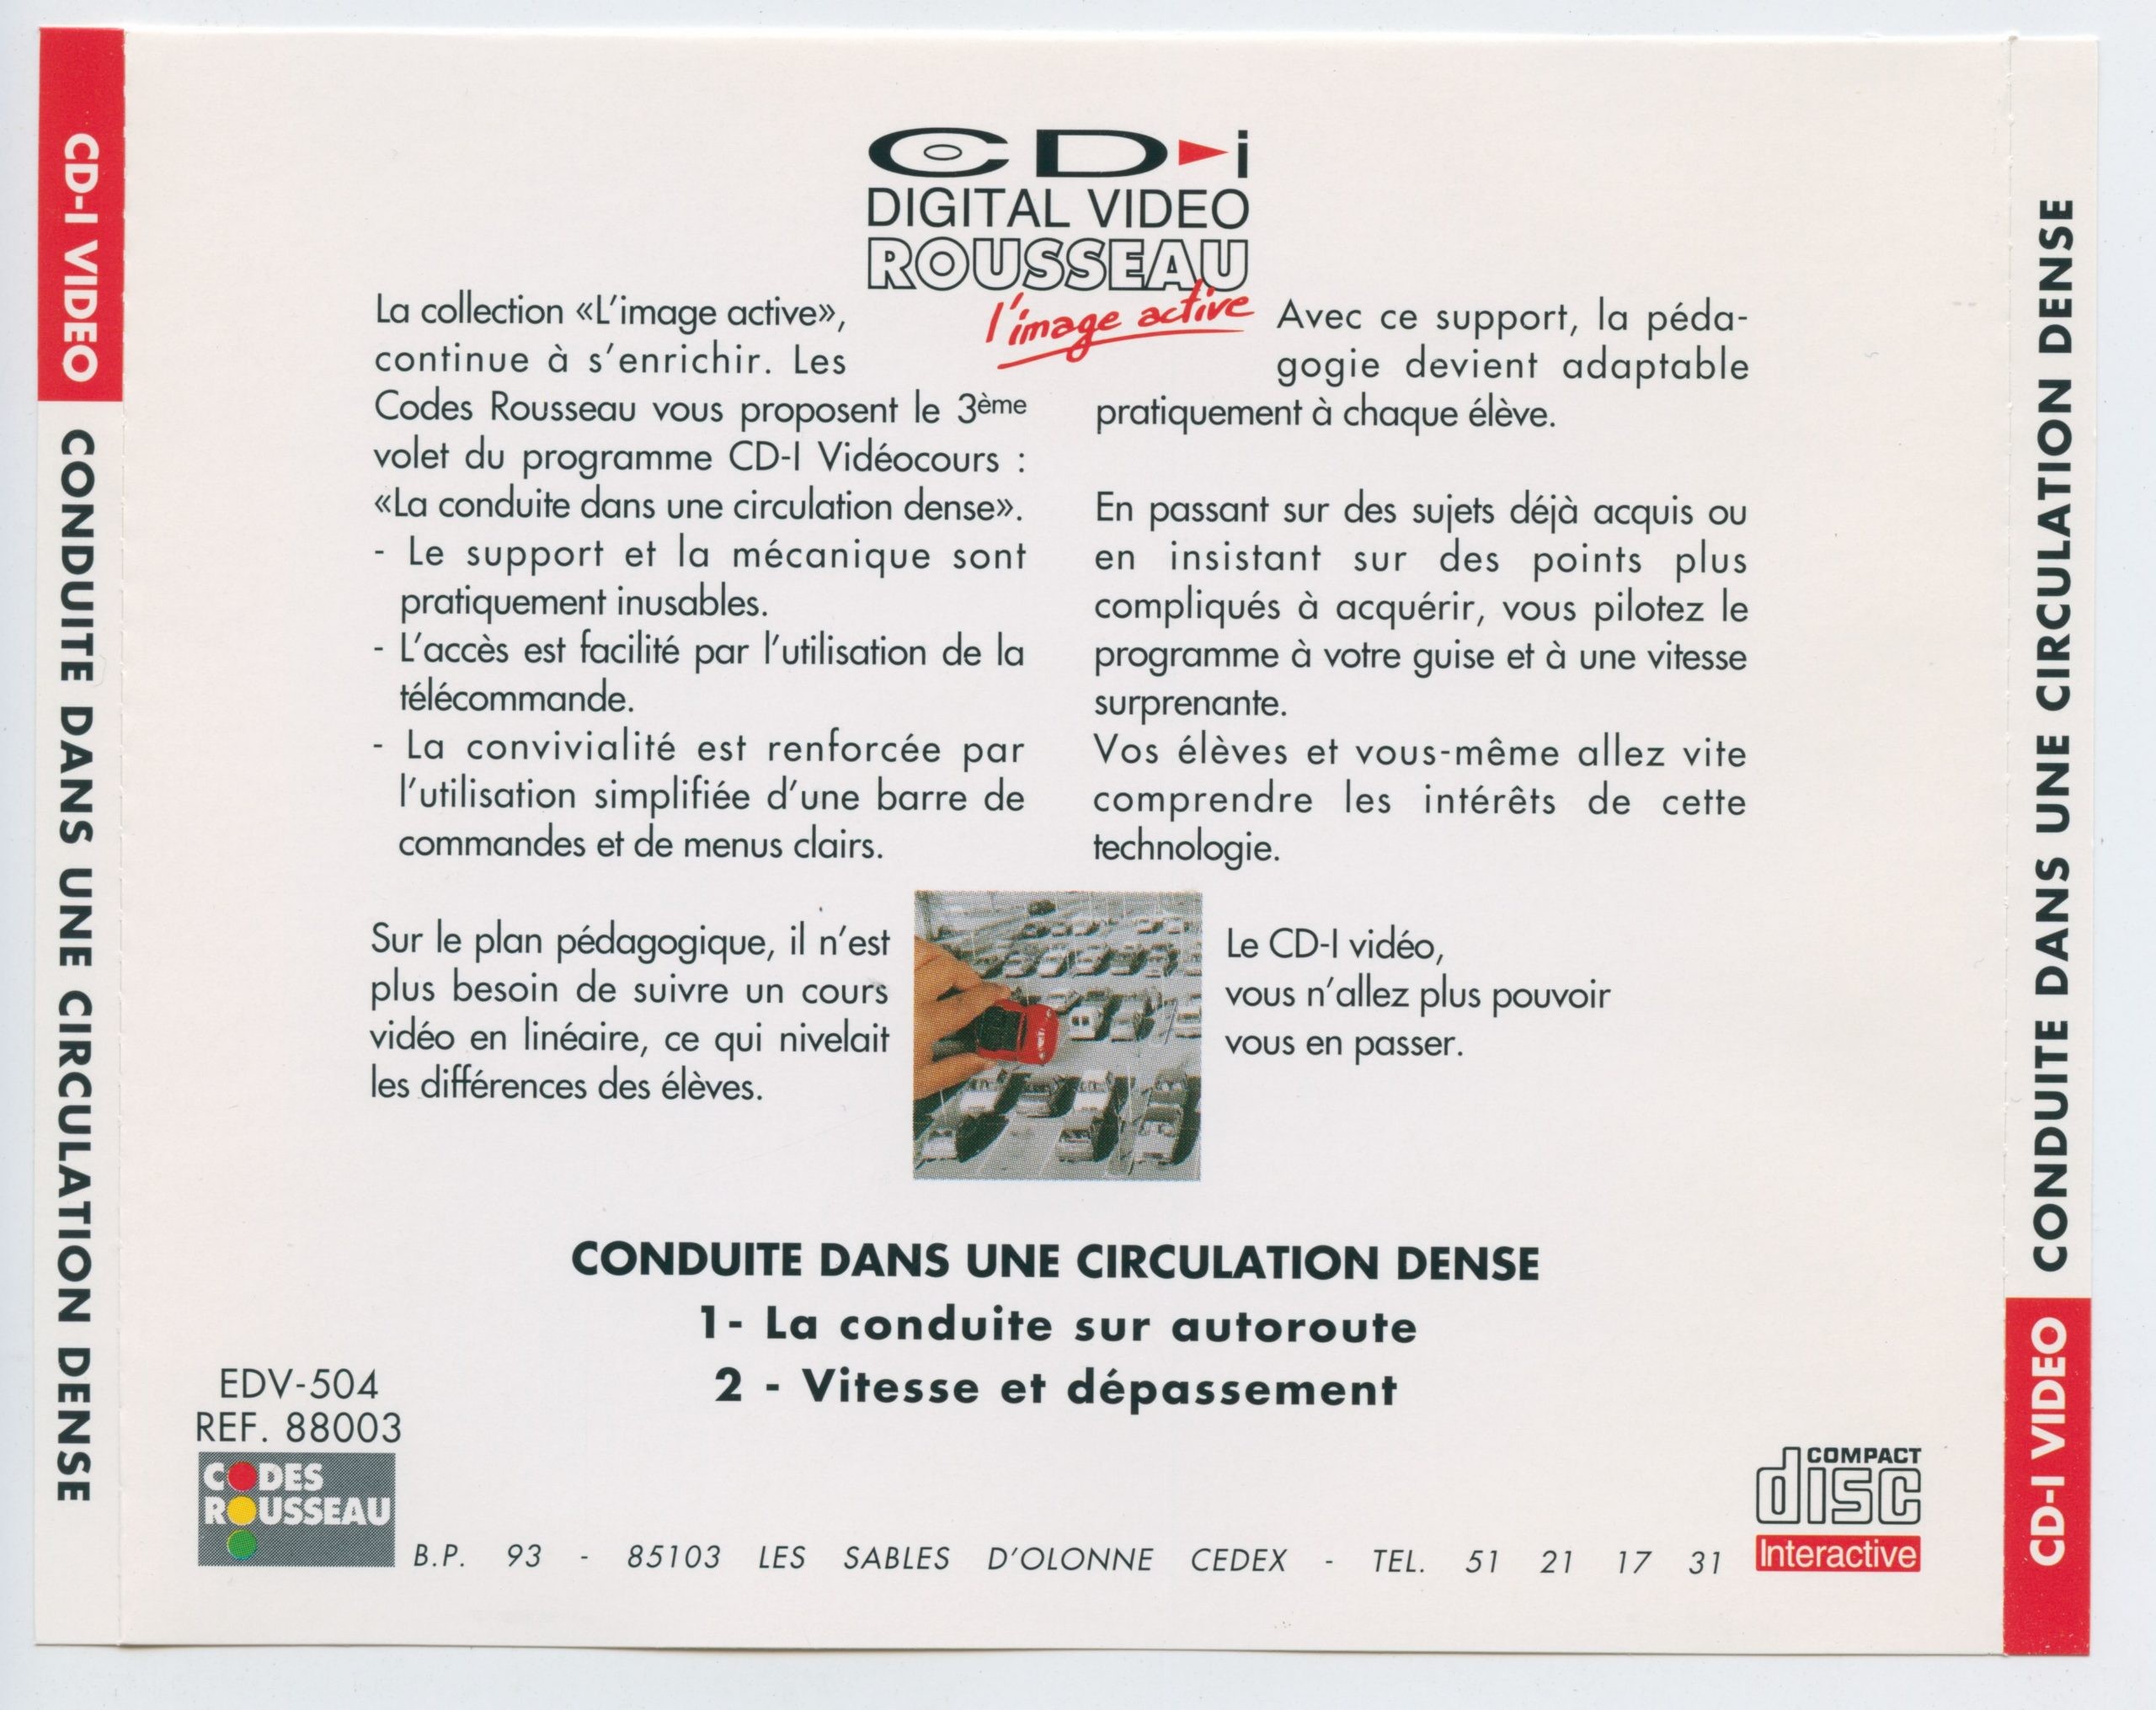 CD-I VIDEO CONDUITE DANS UNE CIRCULATION DENSE
CD-i
DIGITAL VIDEO
ROUSSEAU
l'image active
La collection «L'image active»,
continue à s'enrichir. Les
Codes Rousseau vous proposent le 3ème
volet du programme CD-I Vidéocours :
«La conduite dans une circulation dense».
- Le support et la mécanique sont
pratiquement inusables.
- L'accès est facilité par l'utilisation de la
télécommande.
- La convivialité est renforcée par
l'utilisation simplifiée d'une barre de
commandes et de menus clairs.
Sur le plan pédagogique, il n'est
plus besoin de suivre un cours
vidéo en linéaire, ce qui nivelait
les différences des élèves.
Avec ce support, la péda-
gogie devient adaptable
pratiquement à chaque élève.
En passant sur des sujets déjà acquis ou
en insistant sur des points plus
compliqués à acquérir, vous pilotez le
programme à votre guise et à une vitesse
surprenante.
Vos élèves et vous-même allez vite
comprendre les intérêts de cette
technologie.
Le CD-I vidéo,
vous n'allez plus pouvoir
vous en passer.
CONDUITE DANS UNE CIRCULATION DENSE
1- La conduite sur autoroute
2 - Vitesse et dépassement
EDV-504
REF. 88003
CODES
ROUSSEAU
B.P. 93 - 85103 LES SABLES D'OLONNE CEDEX - TEL. 51 21 17 31
COMPACT
disc
Interactive
CD-I VIDEO CONDUITE DANS UNE CIRCULATION DENSE